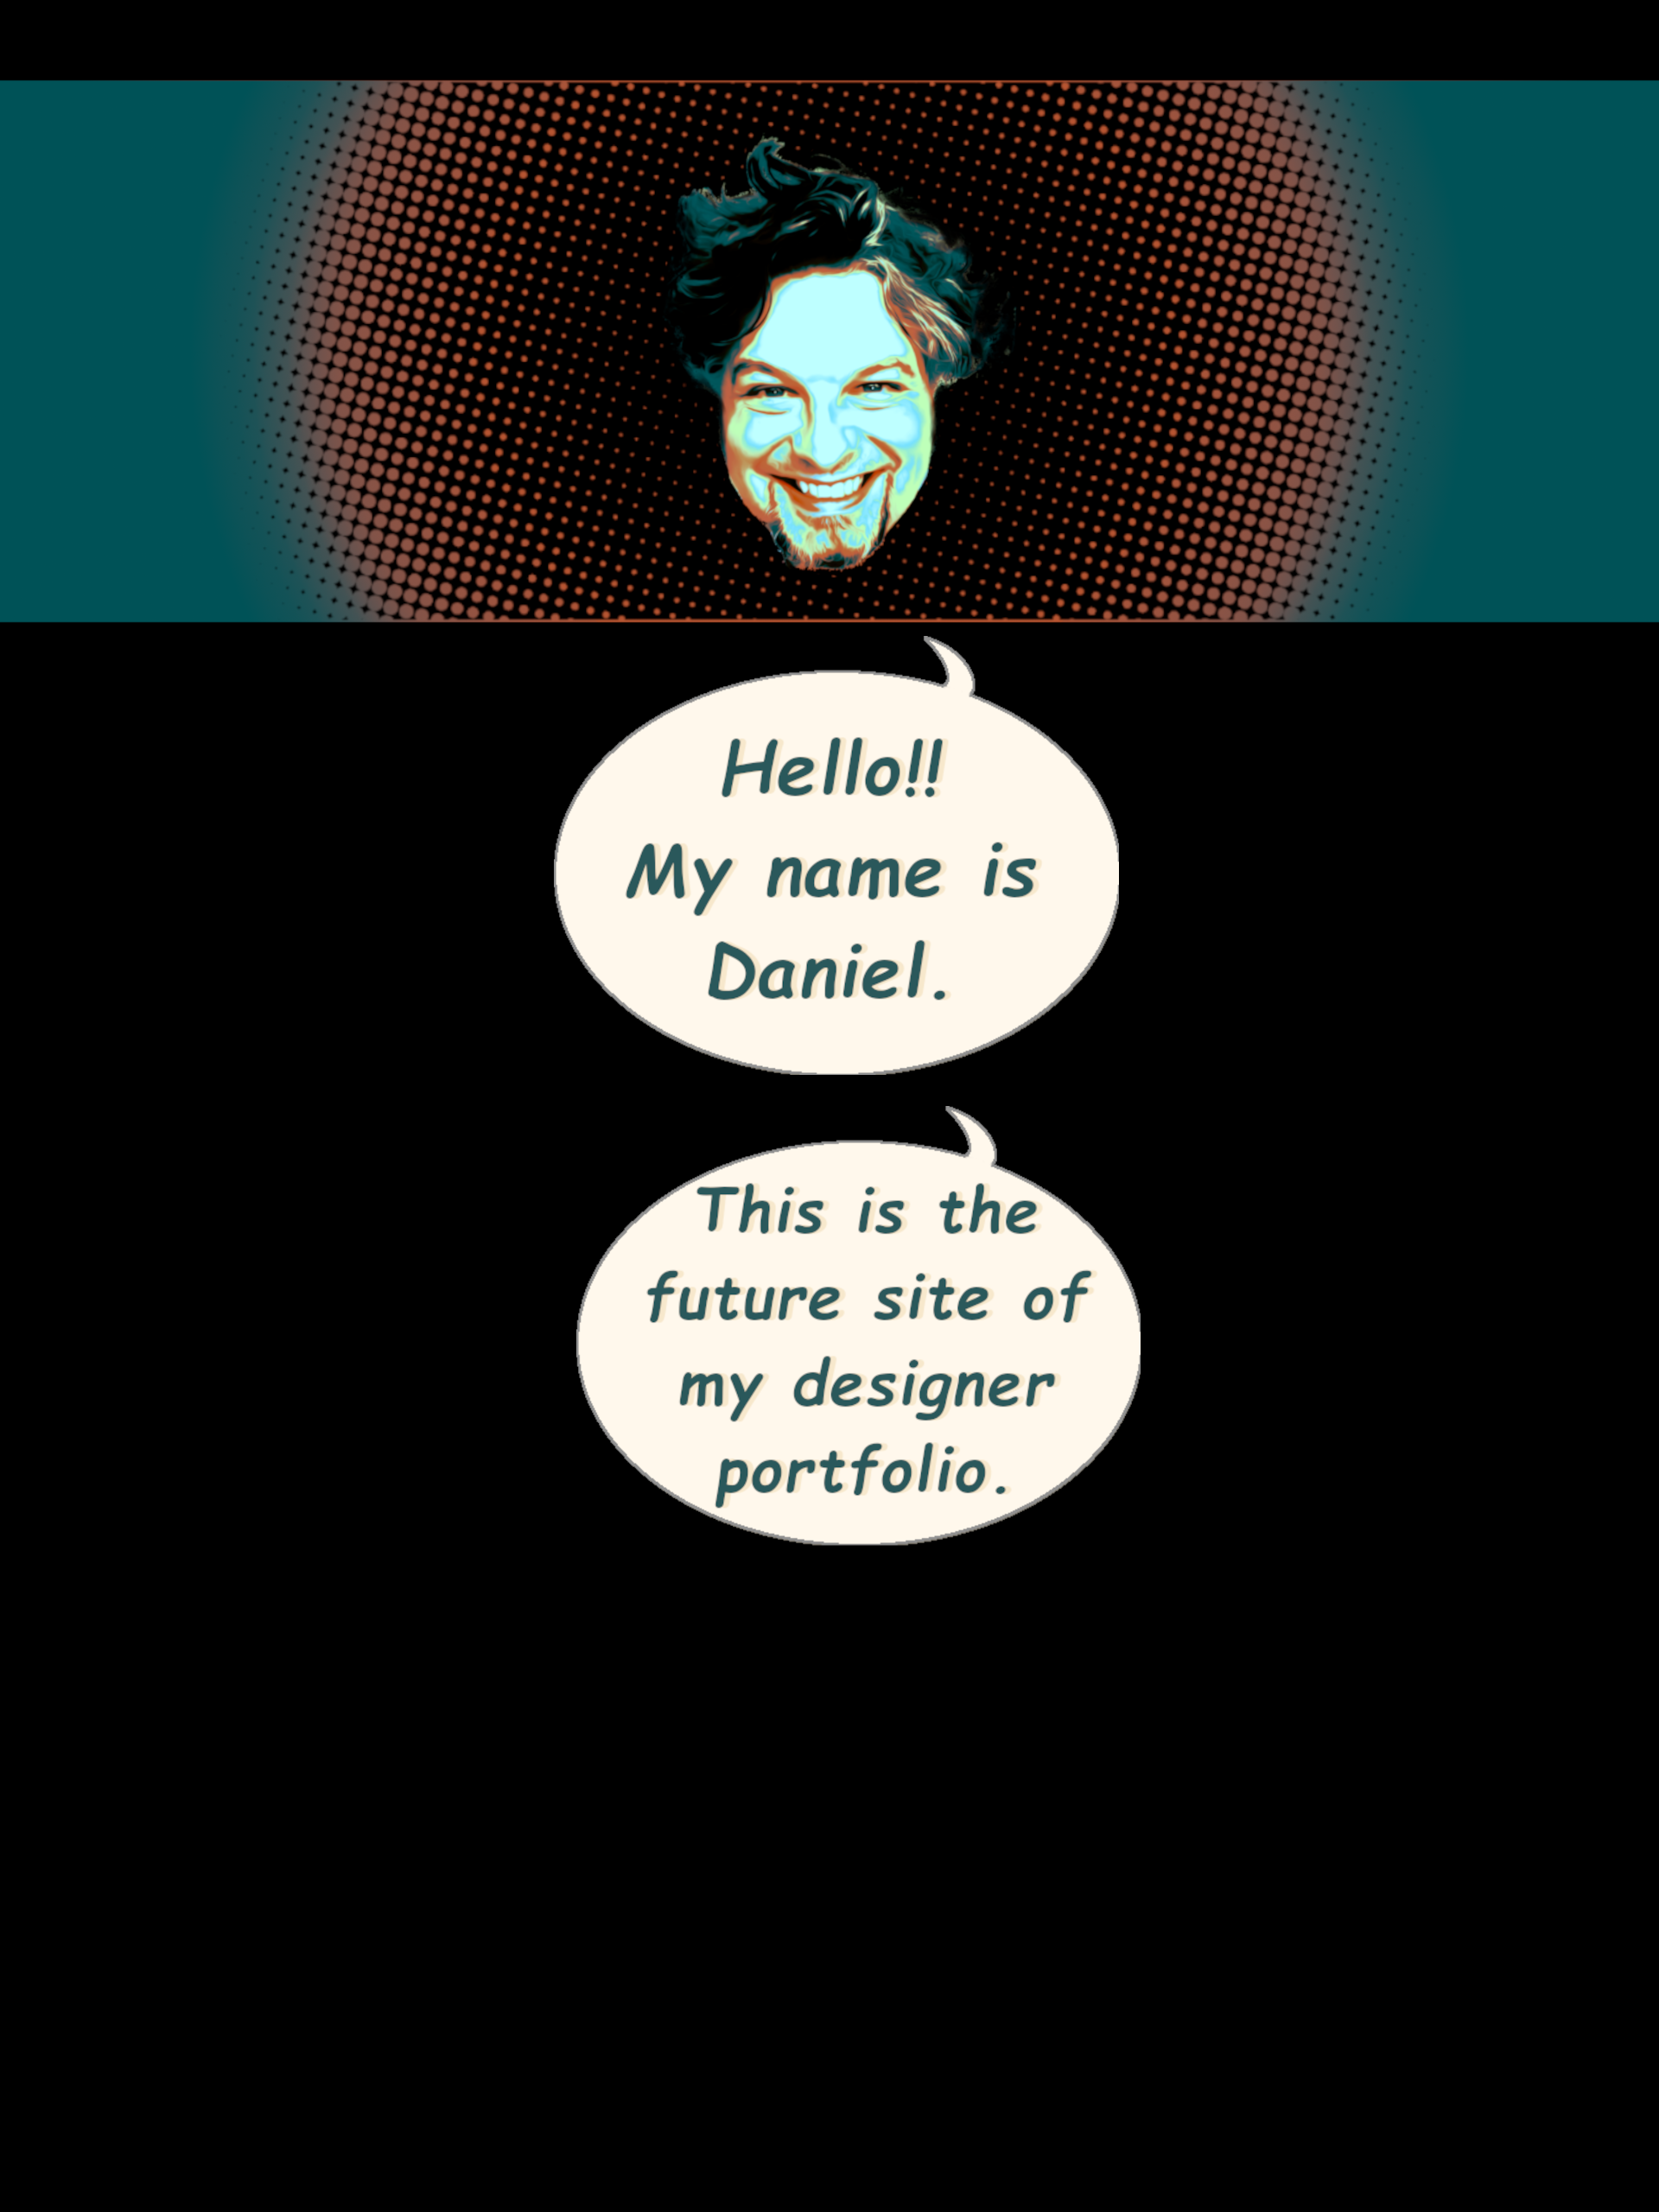 Hello!!
My name is
Daniel.
This is the
future site of
my designer
portfolio.